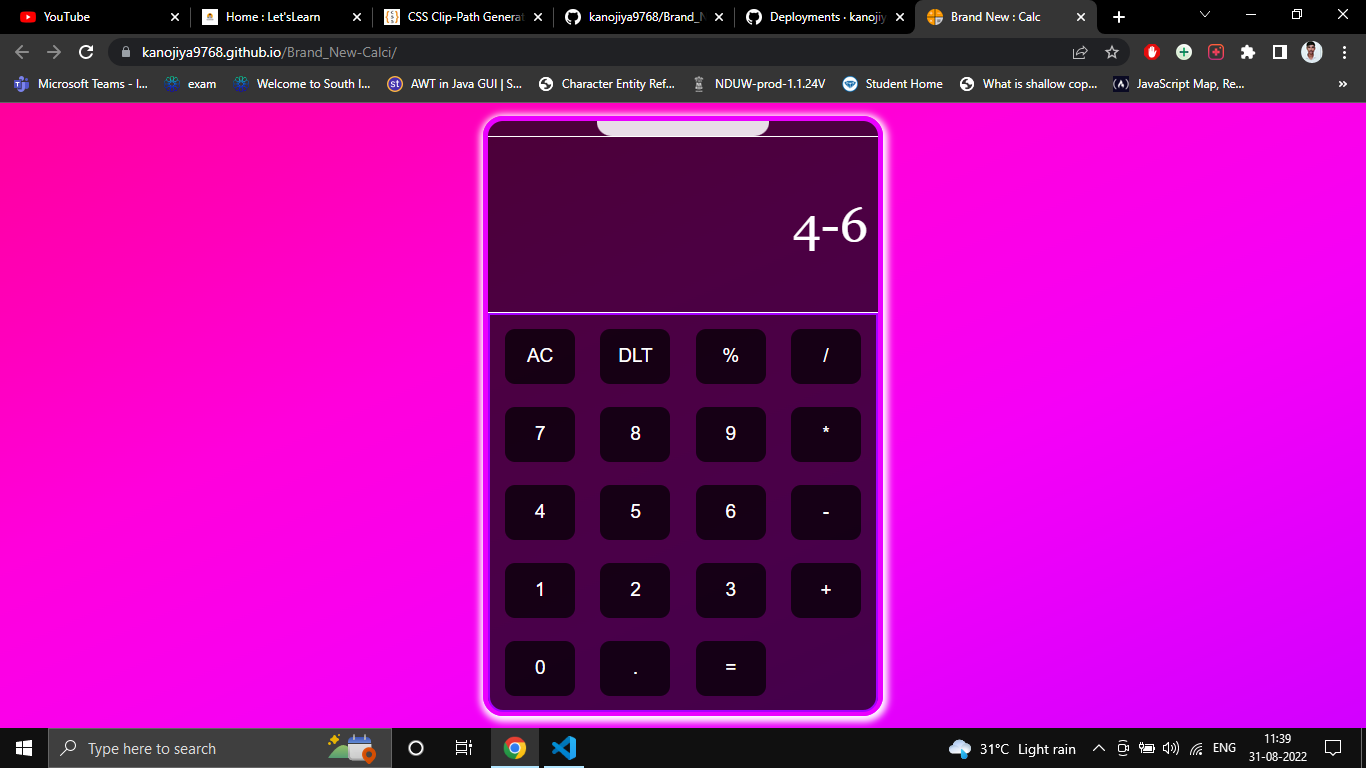 YouTube
Home : Let'sLearn
CSS Clip-Path Generat
kanojiya9768/Brand_N
Deployments · kanojiy
Brand New : Calc
kanojiya9768.github.io/Brand_New-Calci/
Microsoft Teams - I...
exam
Welcome to South I...
st
AWT in Java GUI | S...
Character Entity Ref...
NDUW-prod-1.1.24V
Student Home
What is shallow cop...
JavaScript Map, Re...
»
4-6
AC DLT % /
7 8 9 *
4 5 6 -
1 2 3 +
0 . =
Type here to search
31°C Light rain
ENG
11:39
31-08-2022